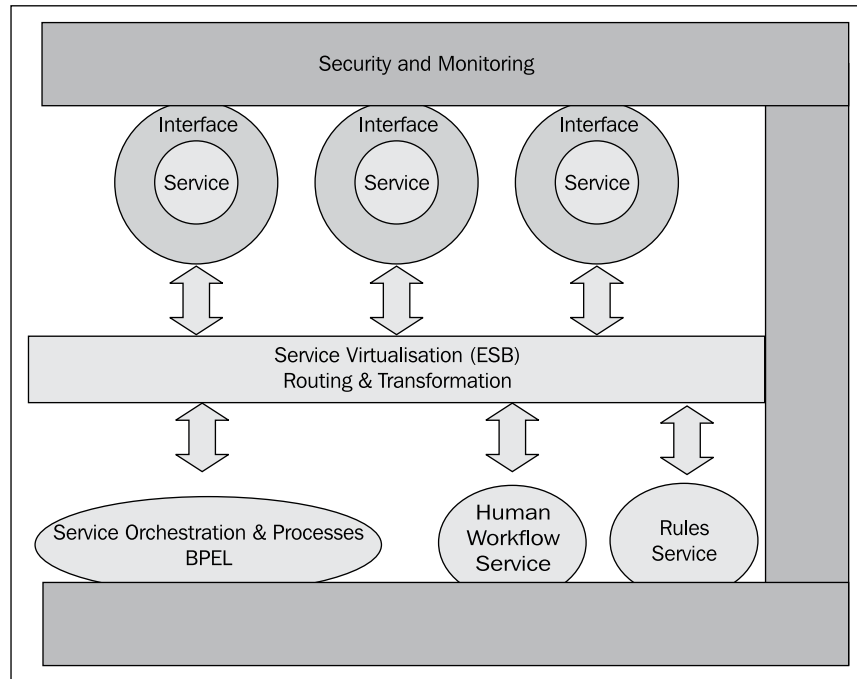 Security and Monitoring
Interface
Service
Interface
Service
Interface
Service
Service Virtualisation (ESB)
Routing & Transformation
Service Orchestration & Processes
BPEL
Human
Workflow
Service
Rules
Service